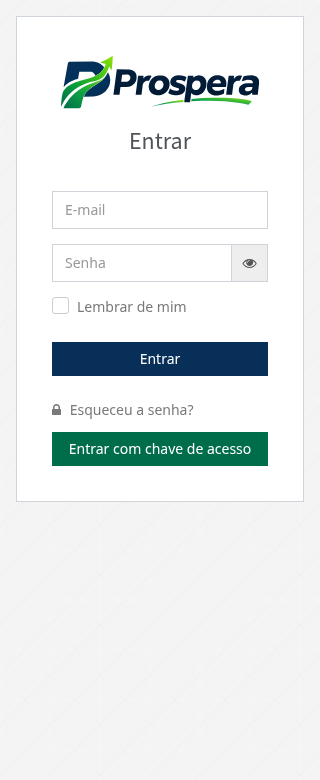 Prospera
Entrar
E-mail
Senha
Lembrar de mim
Entrar
Esqueceu a senha?
Entrar com chave de acesso